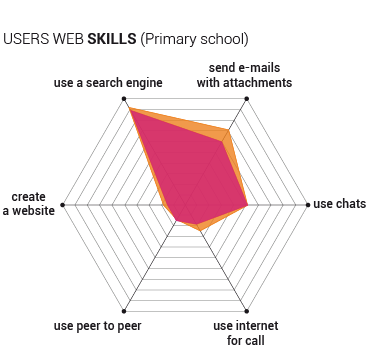 USERS WEB SKILLS (Primary school)
send e-mails
with attachments
use a search engine
create
a website
use chats
use peer to peer
use internet
for call